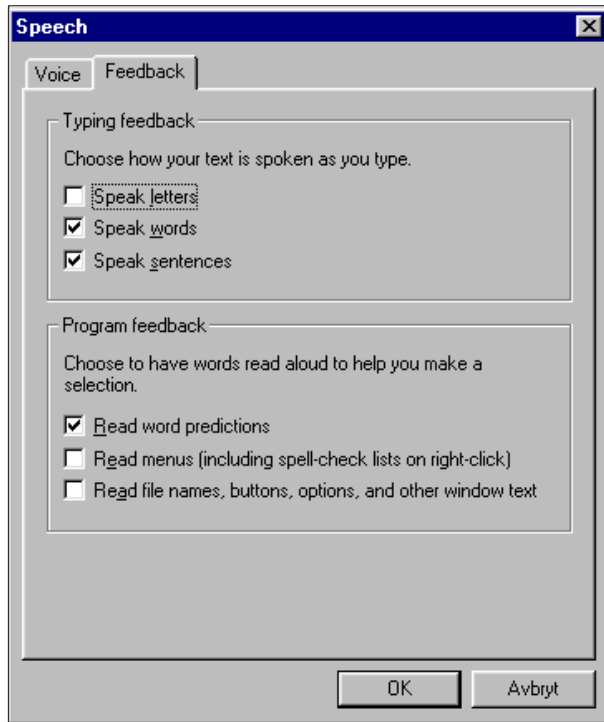 Speech
Voice Feedback
Typing feedback
Choose how your text is spoken as you type.
Speak letters
Speak words
Speak sentences
Program feedback
Choose to have words read aloud to help you make a
selection.
Read word predictions
Read menus (including spell-check lists on right-click)
Read file names, buttons, options, and other window text
OK Avbryt